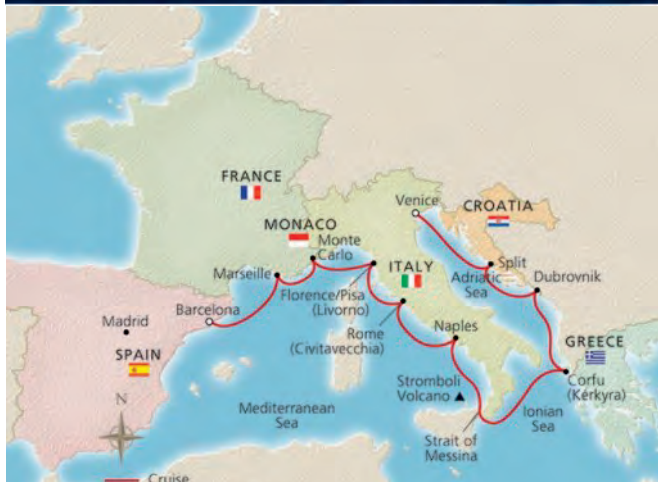 FRANCE
MONACO
Monte
Carlo
Marseille
Barcelona
Madrid
SPAIN
N
Florence/Pisa
(Livorno)
ITALY
Rome
(Civitavecchia)
Venice
CROATIA
Split
Adriatic
Sea
Dubrovnik
Naples
GREECE
Corfu
(Kérkyra)
Stromboli
Volcano
Ionian
Sea
Strait of
Messina
Mediterranean
Sea
Cruise